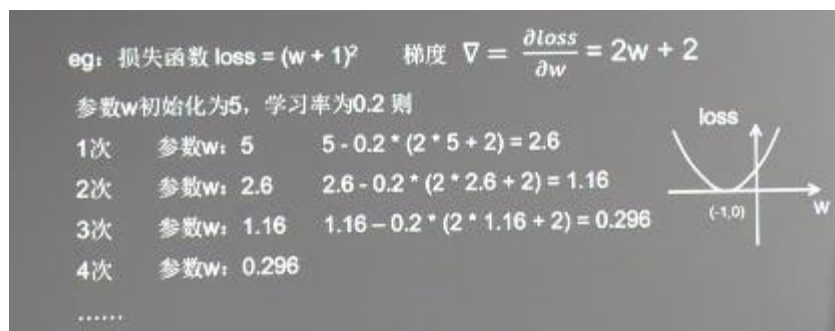 eg：损失函数 loss = (w + 1)² 梯度 ∇ = ∂loss/∂w = 2w + 2
参数w初始化为5，学习率为0.2 则
1次 参数w：5 5 - 0.2 * (2 * 5 + 2) = 2.6
2次 参数w：2.6 2.6 - 0.2 * (2 * 2.6 + 2) = 1.16
3次 参数w：1.16 1.16 – 0.2 * (2 * 1.16 + 2) = 0.296
4次 参数w：0.296
......
loss
(-1,0)
w